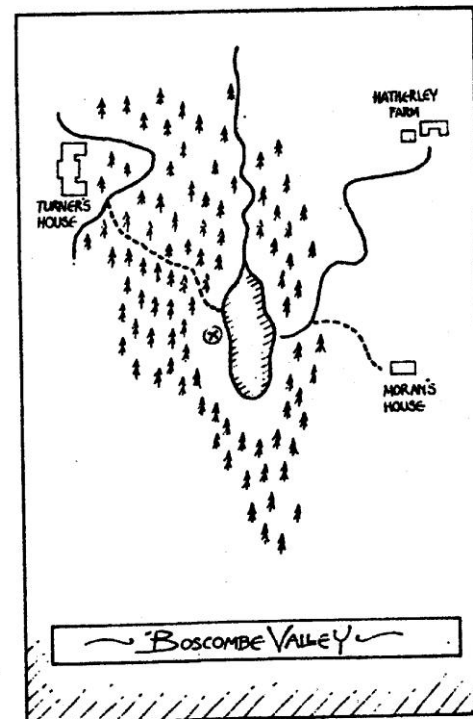 HATHERLEY
FARM
TURNER'S
HOUSE
MORAN'S
HOUSE
BOSCOMBE VALLEY